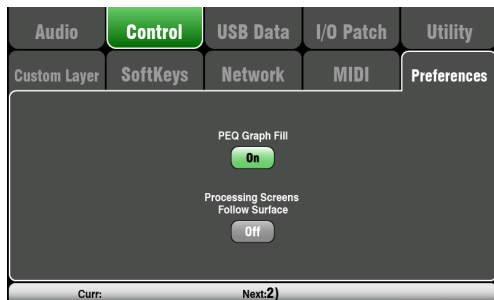 Audio Control USB Data I/O Patch Utility
Custom Layer SoftKeys Network MIDI Preferences
PEQ Graph Fill
On
Processing Screens
Follow Surface
Off
Curr: Next:2)